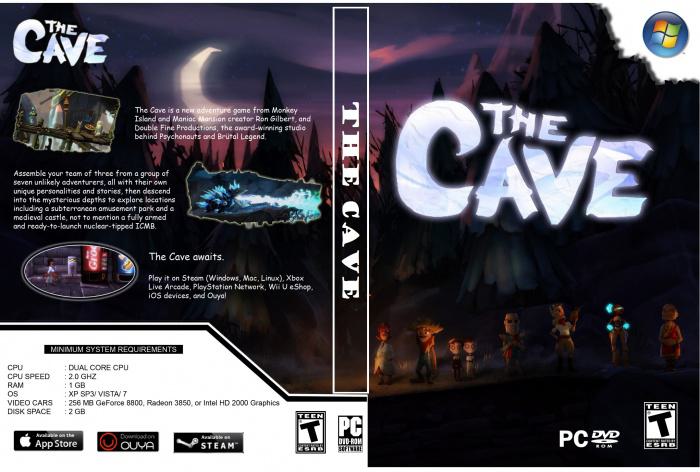 THE
CAVE
The Cave is a new adventure game from Monkey
Island and Maniac Mansion creator Ron Gilbert, and
Double Fine Productions, the award-winning studio
behind Psychonauts and Brütal Legend.
Assemble your team of three from a group of
seven unlikely adventurers, all with their own
unique personalities and stories, then descend
into the mysterious depths to explore locations
including a subterranean amusement park and a
medieval castle, not to mention a fully armed
and ready-to-launch nuclear-tipped ICMB.
The Cave awaits.
Play it on Steam (Windows, Mac, Linux), Xbox
Live Arcade, PlayStation Network, Wii U eShop,
iOS devices, and Ouya!
MINIMUM SYSTEM REQUIREMENTS
CPU : DUAL CORE CPU
CPU SPEED : 2.0 GHZ
RAM : 1 GB
OS : XP SP3/ VISTA/ 7
VIDEO CARS : 256 MB GeForce 8800, Radeon 3850, or Intel HD 2000 Graphics
DISK SPACE : 2 GB
Available on the
App Store
Download on
OUYA
Available on
STEAM
TEEN
T
CONTENT RATED BY
ESRB
PC
DVD-ROM
SOFTWARE
THE CAVE
THE
CAVE
PC DVD
ROM
TEEN
T
CONTENT RATED BY
ESRB